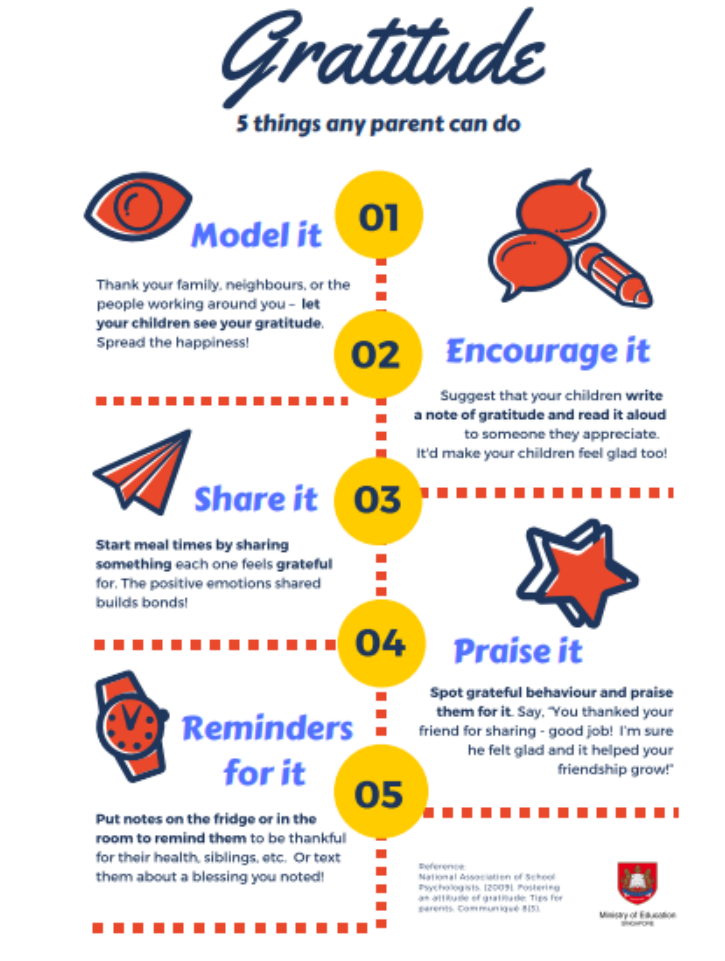 Gratitude
5 things any parent can do
01
Model it
Thank your family, neighbours, or the
people working around you – let
your children see your gratitude.
Spread the happiness!
02
Encourage it
Suggest that your children write
a note of gratitude and read it aloud
to someone they appreciate.
It'd make your children feel glad too!
03
Share it
Start meal times by sharing
something each one feels grateful
for. The positive emotions shared
builds bonds!
04
Praise it
Spot grateful behaviour and praise
them for it. Say, "You thanked your
friend for sharing - good job! I'm sure
he felt glad and it helped your
friendship grow!"
05
Reminders
for it
Put notes on the fridge or in the
room to remind them to be thankful
for their health, siblings, etc. Or text
them about a blessing you noted!
Reference:
National Association of School
Psychologists. (2009). Fostering
an attitude of gratitude: Tips for
parents. Communiqué 8(3).
Ministry of Education
SINGAPORE